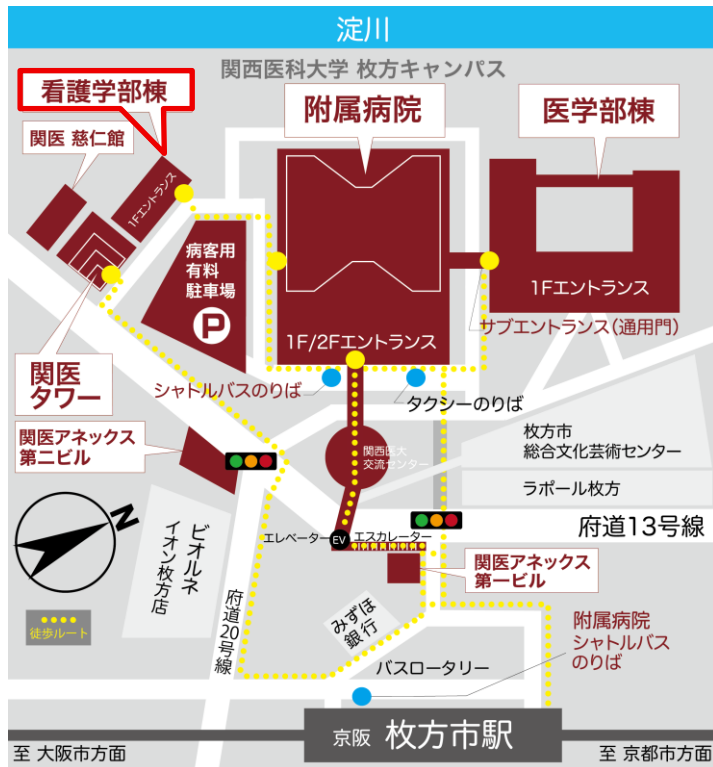 淀川
関西医科大学 枚方キャンパス
看護学部棟
附属病院
医学部棟
関医 慈仁館
1Fエントランス
病客用
有料
駐車場
P
1Fエントランス
1F/2Fエントランス
サブエントランス(通用門)
関医
タワー
シャトルバスのりば
タクシーのりば
関医アネックス
第二ビル
関西医大
交流センター
枚方市
総合文化芸術センター
ラポール枚方
N
ビオルネ
イオン枚方店
エレベーター
EV
エスカレーター
府道13号線
関医アネックス
第一ビル
府道20号線
みずほ
銀行
徒歩ルート
附属病院
シャトルバス
のりば
バスロータリー
京阪 枚方市駅
至 大阪市方面
至 京都市方面